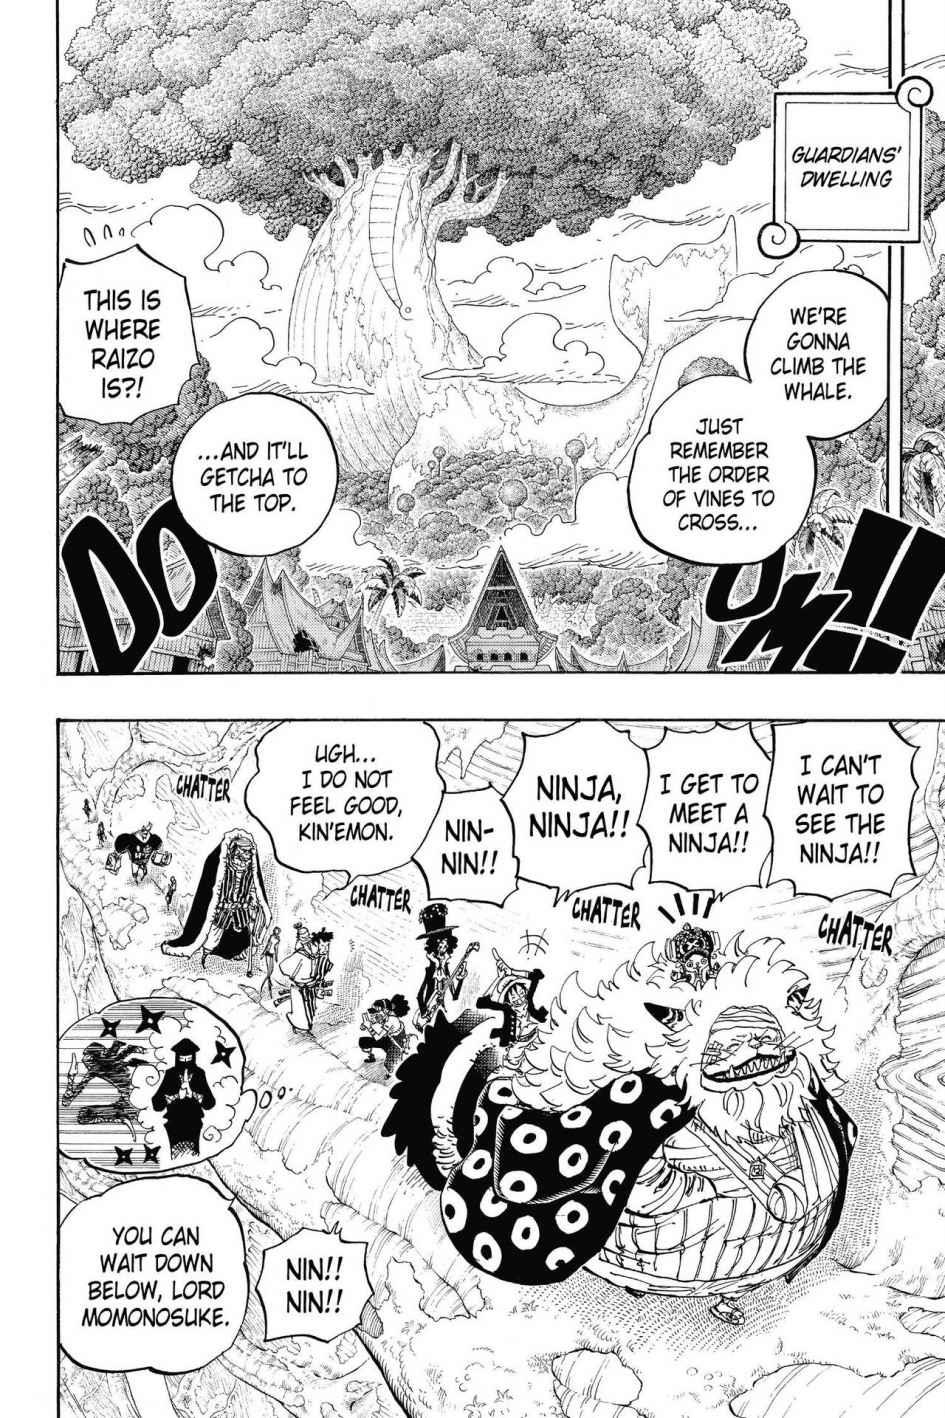 GUARDIANS'
DWELLING
WE'RE
GONNA
CLIMB THE
WHALE.
JUST
REMEMBER
THE ORDER
OF VINES TO
CROSS...
...AND IT'LL
GETCHA TO
THE TOP.
THIS IS
WHERE
RAIZO
IS?!
DOOM!!
I CAN'T
WAIT TO
SEE THE
NINJA!!
I GET TO
MEET A
NINJA!!
NINJA,
NINJA!!
NIN-
NIN!!
UGH...
I DO NOT
FEEL GOOD,
KIN'EMON.
CHATTER
CHATTER
CHATTER
CHATTER
NIN!!
NIN!!
YOU CAN
WAIT DOWN
BELOW, LORD
MOMONOSUKE.